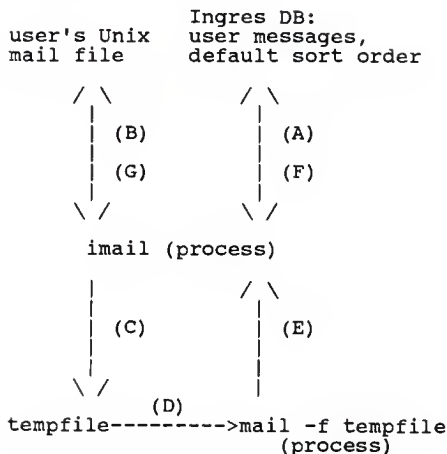 Ingres DB:
user's Unix user messages,
mail file default sort order
(B) (A)
(G) (F)
imail (process)
(C) (E)
(D)
tempfile---------->mail -f tempfile
(process)